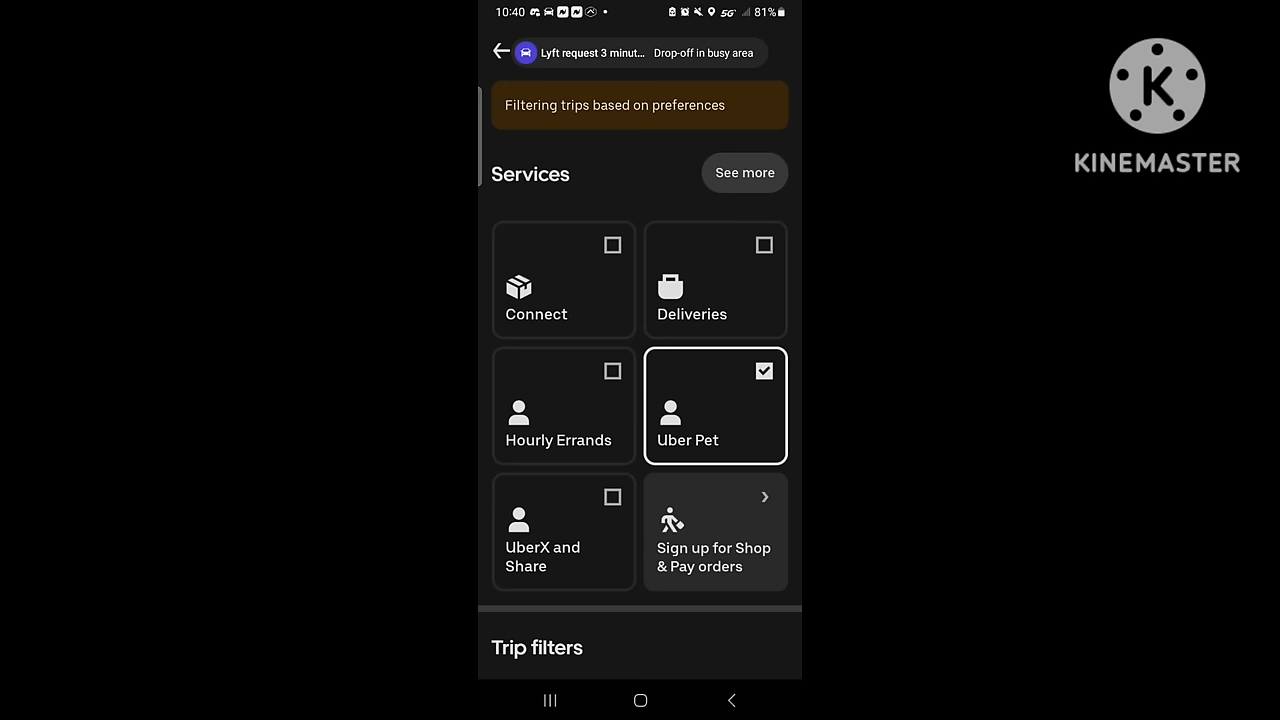 10:40
5G 81%
Lyft request 3 minut... Drop-off in busy area
Filtering trips based on preferences
Services
See more
Connect
Deliveries
Hourly Errands
Uber Pet
UberX and
Share
Sign up for Shop
& Pay orders
Trip filters
K
KINEMASTER